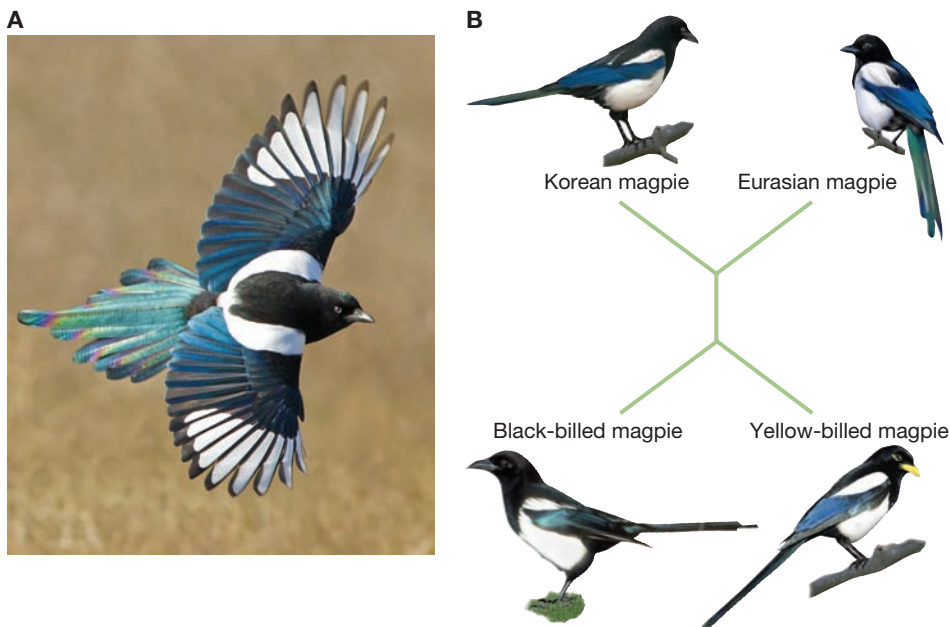 A
B
Korean magpie
Eurasian magpie
Black-billed magpie
Yellow-billed magpie